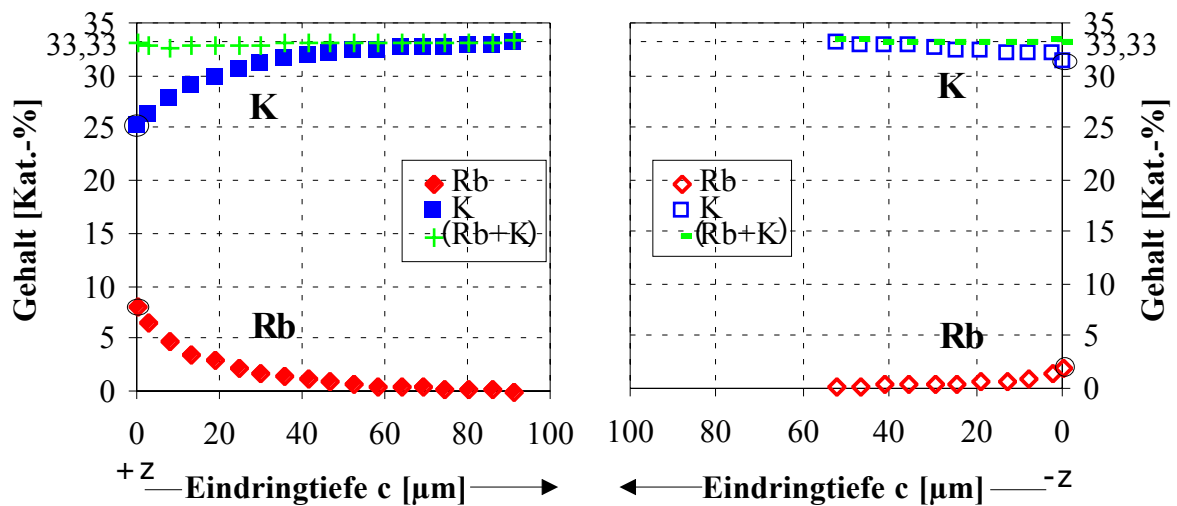 Gehalt [Kat.-%]
35
33,33
30
25
20
15
10
5
0
K
Rb
Rb
K
(Rb+K)
0
20
40
60
80
100
+z
Eindringtiefe c [µm]
K
Rb
Rb
K
(Rb+K)
100
80
60
40
20
0
-z
Eindringtiefe c [µm]
35
33,33
30
25
20
15
10
5
0
Gehalt [Kat.-%]